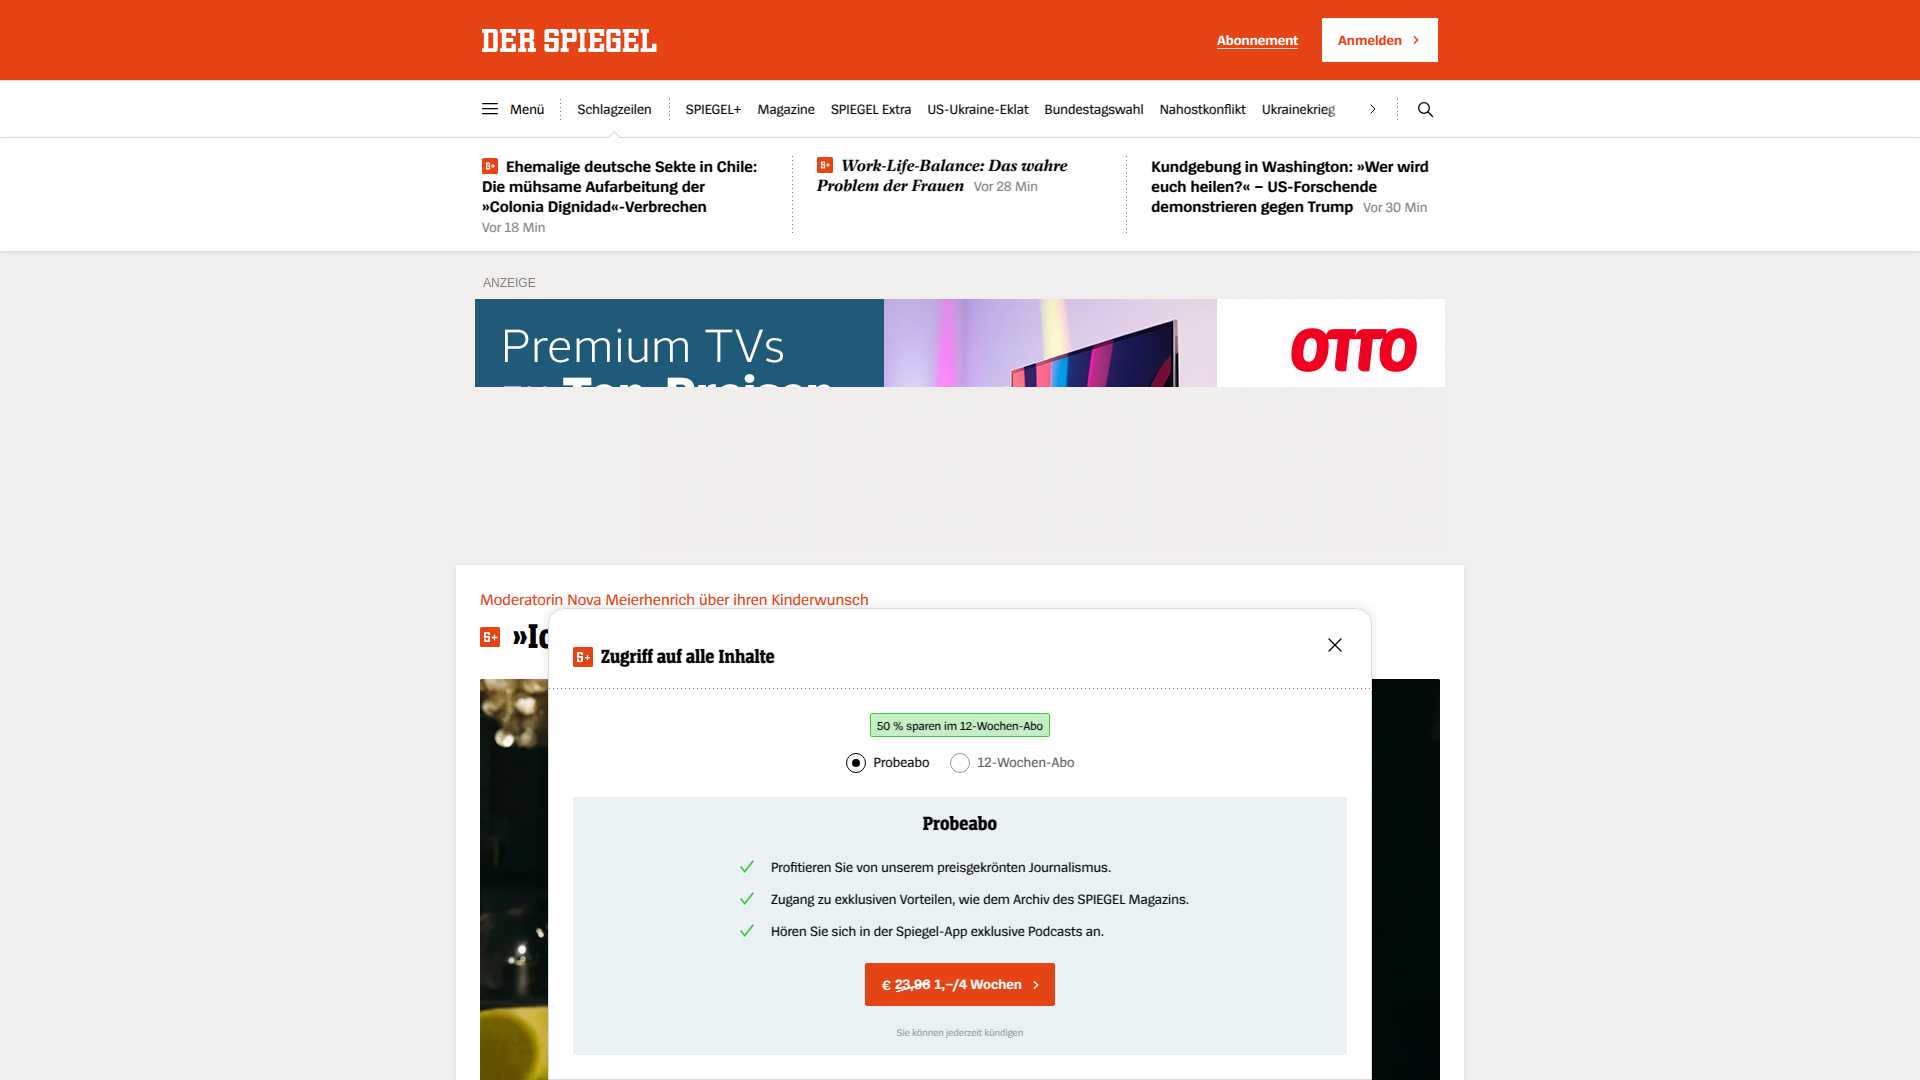 DER SPIEGEL
Abonnement
Anmelden
Menü
Schlagzeilen
SPIEGEL+
Magazine
SPIEGEL Extra
US-Ukraine-Eklat
Bundestagswahl
Nahostkonflikt
Ukrainekrieg
Ehemalige deutsche Sekte in Chile:
Die mühsame Aufarbeitung der
»Colonia Dignidad«-Verbrechen
Vor 18 Min
Work-Life-Balance: Das wahre
Problem der Frauen Vor 28 Min
Kundgebung in Washington: »Wer wird
euch heilen?« – US-Forschende
demonstrieren gegen Trump Vor 30 Min
ANZEIGE
Premium TVs
OTTO
Moderatorin Nova Meierhenrich über ihren Kinderwunsch
Zugriff auf alle Inhalte
50 % sparen im 12-Wochen-Abo
Probeabo
12-Wochen-Abo
Probeabo
Profitieren Sie von unserem preisgekrönten Journalismus.
Zugang zu exklusiven Vorteilen, wie dem Archiv des SPIEGEL Magazins.
Hören Sie sich in der Spiegel-App exklusive Podcasts an.
€ 23,96 1,–/4 Wochen
Sie können jederzeit kündigen